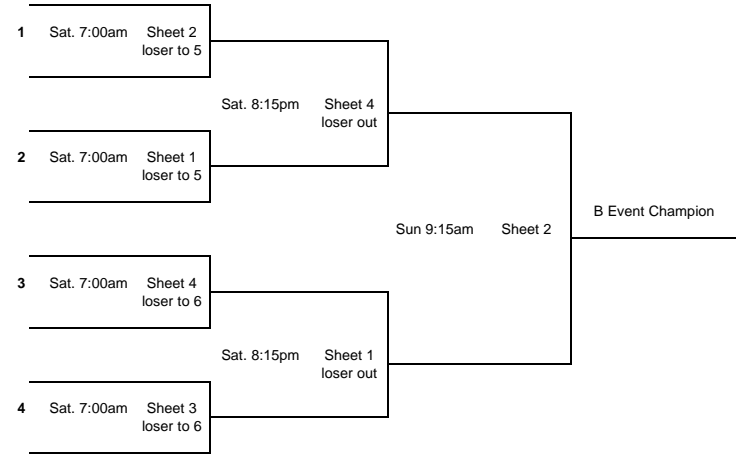 1 Sat. 7:00am Sheet 2
loser to 5
Sat. 8:15pm Sheet 4
loser out
2 Sat. 7:00am Sheet 1
loser to 5
B Event Champion
Sun 9:15am Sheet 2
3 Sat. 7:00am Sheet 4
loser to 6
Sat. 8:15pm Sheet 1
loser out
4 Sat. 7:00am Sheet 3
loser to 6